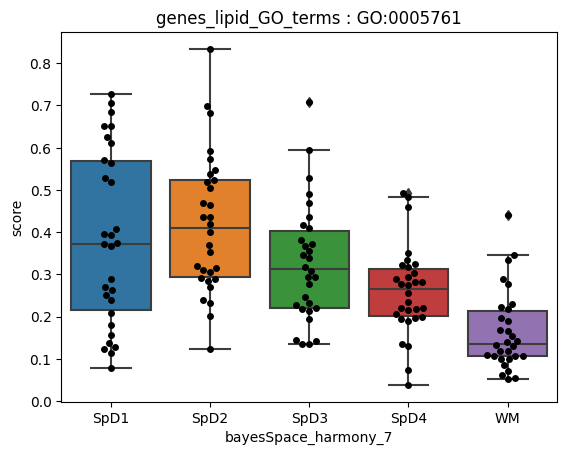 genes_lipid_GO_terms : GO:0005761
0.8
0.7
0.6
0.5
0.4
0.3
0.2
0.1
0.0
score
SpD1 SpD2 SpD3 SpD4 WM
bayesSpace_harmony_7